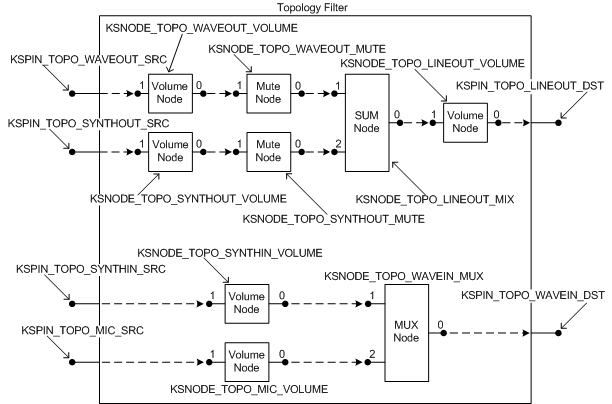 Topology Filter
KSNODE_TOPO_WAVEOUT_VOLUME
KSPIN_TOPO_WAVEOUT_SRC
KSNODE_TOPO_WAVEOUT_MUTE
KSNODE_TOPO_LINEOUT_VOLUME
KSPIN_TOPO_LINEOUT_DST
1 Volume Node 0
1 Mute Node 0
1
KSPIN_TOPO_SYNTHOUT_SRC
SUM Node
0
1 Volume Node 0
1 Volume Node 0
1 Mute Node 0
2
KSNODE_TOPO_SYNTHOUT_VOLUME
KSNODE_TOPO_LINEOUT_MIX
KSNODE_TOPO_SYNTHOUT_MUTE
KSNODE_TOPO_SYNTHIN_VOLUME
KSPIN_TOPO_SYNTHIN_SRC
KSNODE_TOPO_WAVEIN_MUX
KSPIN_TOPO_WAVEIN_DST
1 Volume Node 0
1
KSPIN_TOPO_MIC_SRC
MUX Node
0
1 Volume Node 0
2
KSNODE_TOPO_MIC_VOLUME